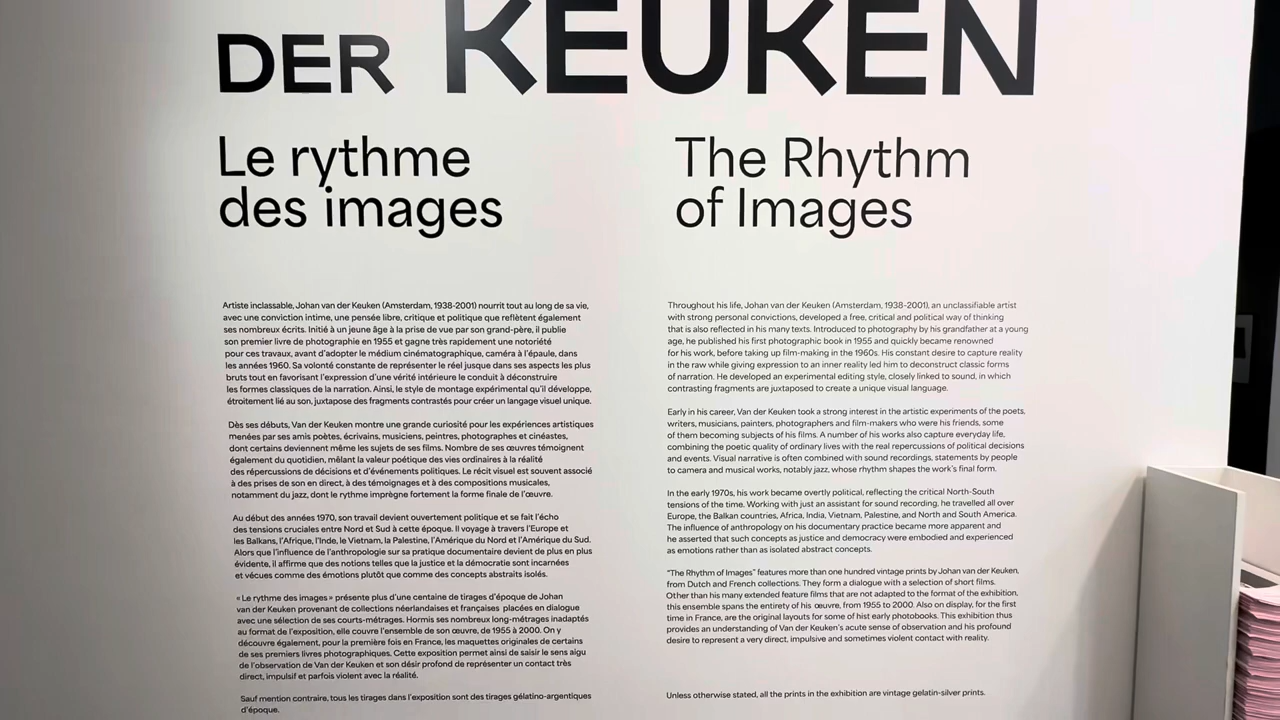 DER KEUKEN
Le rythme
des images
Artiste inclassable, Johan van der Keuken (Amsterdam, 1938-2001) nourrit tout au long de sa vie,
avec une conviction intime, une pensée libre, critique et politique que reflètent également
ses nombreux écrits. Initié à un jeune âge à la prise de vue par son grand-père, il publie
son premier livre de photographie en 1955 et gagne très rapidement une notoriété
pour ces travaux, avant d'adopter le médium cinématographique, caméra à l'épaule, dans
les années 1960. Sa volonté constante de représenter le réel jusque dans ses aspects les plus
bruts tout en favorisant l'expression d'une vérité intérieure le conduit à déconstruire
les formes classiques de la narration. Ainsi, le style de montage expérimental qu'il développe,
étroitement lié au son, juxtapose des fragments contrastés pour créer un langage visuel unique.
Dès ses débuts, Van der Keuken montre une grande curiosité pour les expériences artistiques
menées par ses amis poètes, écrivains, musiciens, peintres, photographes et cinéastes,
dont certains deviennent même les sujets de ses films. Nombre de ses œuvres témoignent
également du quotidien, mêlant la valeur poétique des vies ordinaires à la réalité
des répercussions de décisions et d'événements politiques. Le récit visuel est souvent associé
à des prises de son en direct, à des témoignages et à des compositions musicales,
notamment du jazz, dont le rythme imprègne fortement la forme finale de l'œuvre.
Au début des années 1970, son travail devient ouvertement politique et se fait l'écho
des tensions cruciales entre Nord et Sud à cette époque. Il voyage à travers l'Europe et
les Balkans, l'Afrique, l'Inde, le Vietnam, la Palestine, l'Amérique du Nord et l'Amérique du Sud.
Alors que l'influence de l'anthropologie sur sa pratique documentaire devient de plus en plus
évidente, il affirme que des notions telles que la justice et la démocratie sont incarnées
et vécues comme des émotions plutôt que comme des concepts abstraits isolés.
« Le rythme des images » présente plus d'une centaine de tirages d'époque de Johan
van der Keuken provenant de collections néerlandaises et françaises placées en dialogue
avec une sélection de ses courts-métrages. Hormis ses nombreux long-métrages inadaptés
au format de l'exposition, elle couvre l'ensemble de son œuvre, de 1955 à 2000. On y
découvre également, pour la première fois en France, les maquettes originales de certains
de ses premiers livres photographiques. Cette exposition permet ainsi de saisir le sens aigu
de l'observation de Van der Keuken et son désir profond de représenter un contact très
direct, impulsif et parfois violent avec la réalité.
Sauf mention contraire, tous les tirages dans l'exposition sont des tirages gélatino-argentiques
d'époque.
The Rhythm
of Images
Throughout his life, Johan van der Keuken (Amsterdam, 1938-2001), an unclassifiable artist
with strong personal convictions, developed a free, critical and political way of thinking
that is also reflected in his many texts. Introduced to photography by his grandfather at a young
age, he published his first photographic book in 1955 and quickly became renowned
for his work, before taking up film-making in the 1960s. His constant desire to capture reality
in the raw while giving expression to an inner reality led him to deconstruct classic forms
of narration. He developed an experimental editing style, closely linked to sound, in which
contrasting fragments are juxtaposed to create a unique visual language.
Early in his career, Van der Keuken took a strong interest in the artistic experiments of the poets,
writers, musicians, painters, photographers and film-makers who were his friends, some
of them becoming subjects of his films. A number of his works also capture everyday life,
combining the poetic quality of ordinary lives with the real repercussions of political decisions
and events. Visual narrative is often combined with sound recordings, statements by people
to camera and musical works, notably jazz, whose rhythm shapes the work's final form.
In the early 1970s, his work became overtly political, reflecting the critical North-South
tensions of the time. Working with just an assistant for sound recording, he travelled all over
Europe, the Balkan countries, Africa, India, Vietnam, Palestine, and North and South America.
The influence of anthropology on his documentary practice became more apparent and
he asserted that such concepts as justice and democracy were embodied and experienced
as emotions rather than as isolated abstract concepts.
"The Rhythm of Images" features more than one hundred vintage prints by Johan van der Keuken,
from Dutch and French collections. They form a dialogue with a selection of short films.
Other than his many extended feature films that are not adapted to the format of the exhibition,
this ensemble spans the entirety of his œuvre, from 1955 to 2000. Also on display, for the first
time in France, are the original layouts for some of hist early photobooks. This exhibition thus
provides an understanding of Van der Keuken's acute sense of observation and his profound
desire to represent a very direct, impulsive and sometimes violent contact with reality.
Unless otherwise stated, all the prints in the exhibition are vintage gelatin-silver prints.